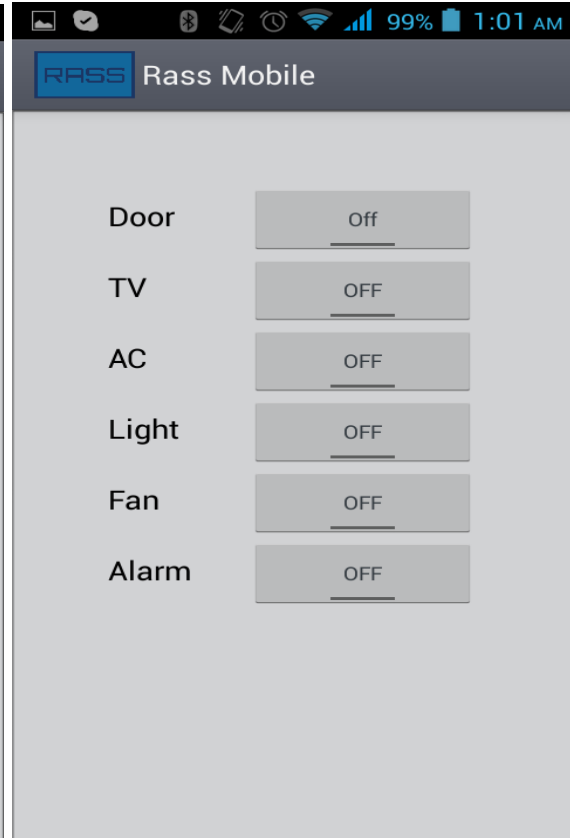 99% 1:01 AM
RASS Rass Mobile
Door Off
TV OFF
AC OFF
Light OFF
Fan OFF
Alarm OFF